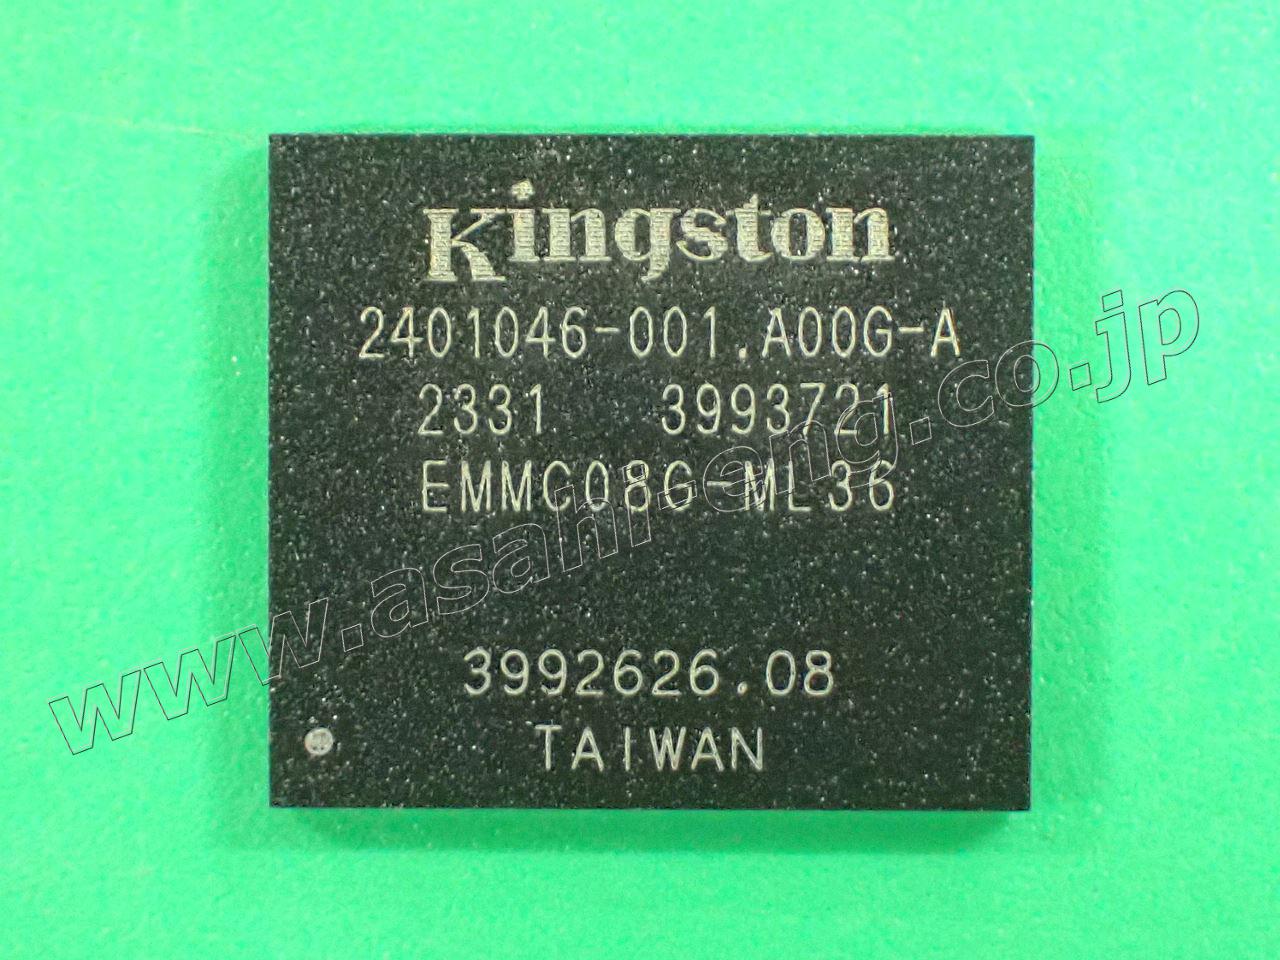 Kingston
2401046-001.A00G-A
2331 3993721
EMMC08G-ML36
www.asahi-eng.co.jp
3992626.08
TAIWAN